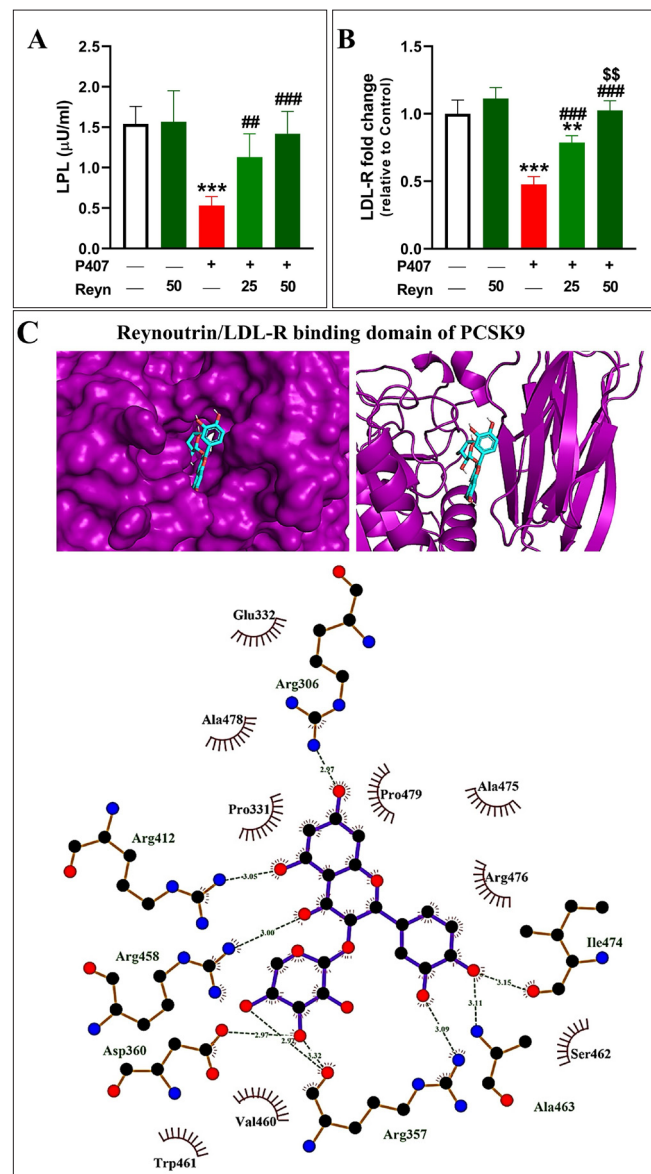 A
LPL (µU/ml)
2.5
2.0
1.5
1.0
0.5
0.0
***
##
###
P407 — — + + +
Reyn — 50 — 25 50
B
LDL-R fold change
(relative to Control)
1.5
1.0
0.5
0.0
***
###
**
$$
###
P407 — — + + +
Reyn — 50 — 25 50
C Reynoutrin/LDL-R binding domain of PCSK9
Glu332
Arg306
Ala478
2.97
Pro479
Ala475
Pro331
Arg412
Arg476
3.05
Arg458
3.00
Ile474
3.15
3.11
Asp360
2.97
2.92
3.32
3.09
Ser462
Val460
Arg357
Ala463
Trp461